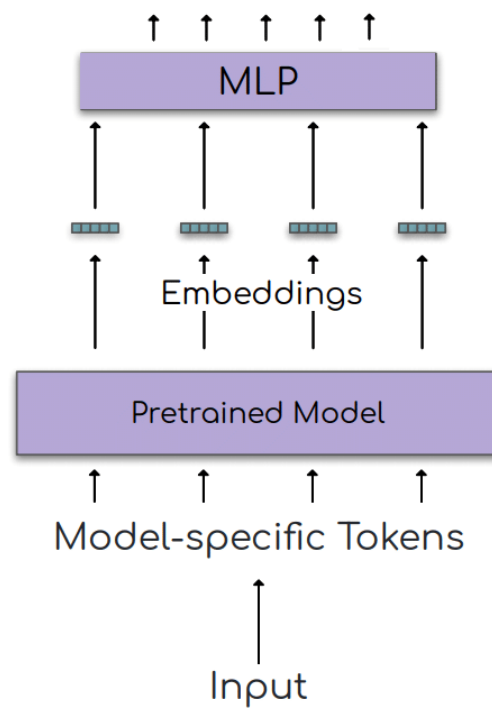 MLP
Embeddings
Pretrained Model
Model-specific Tokens
Input